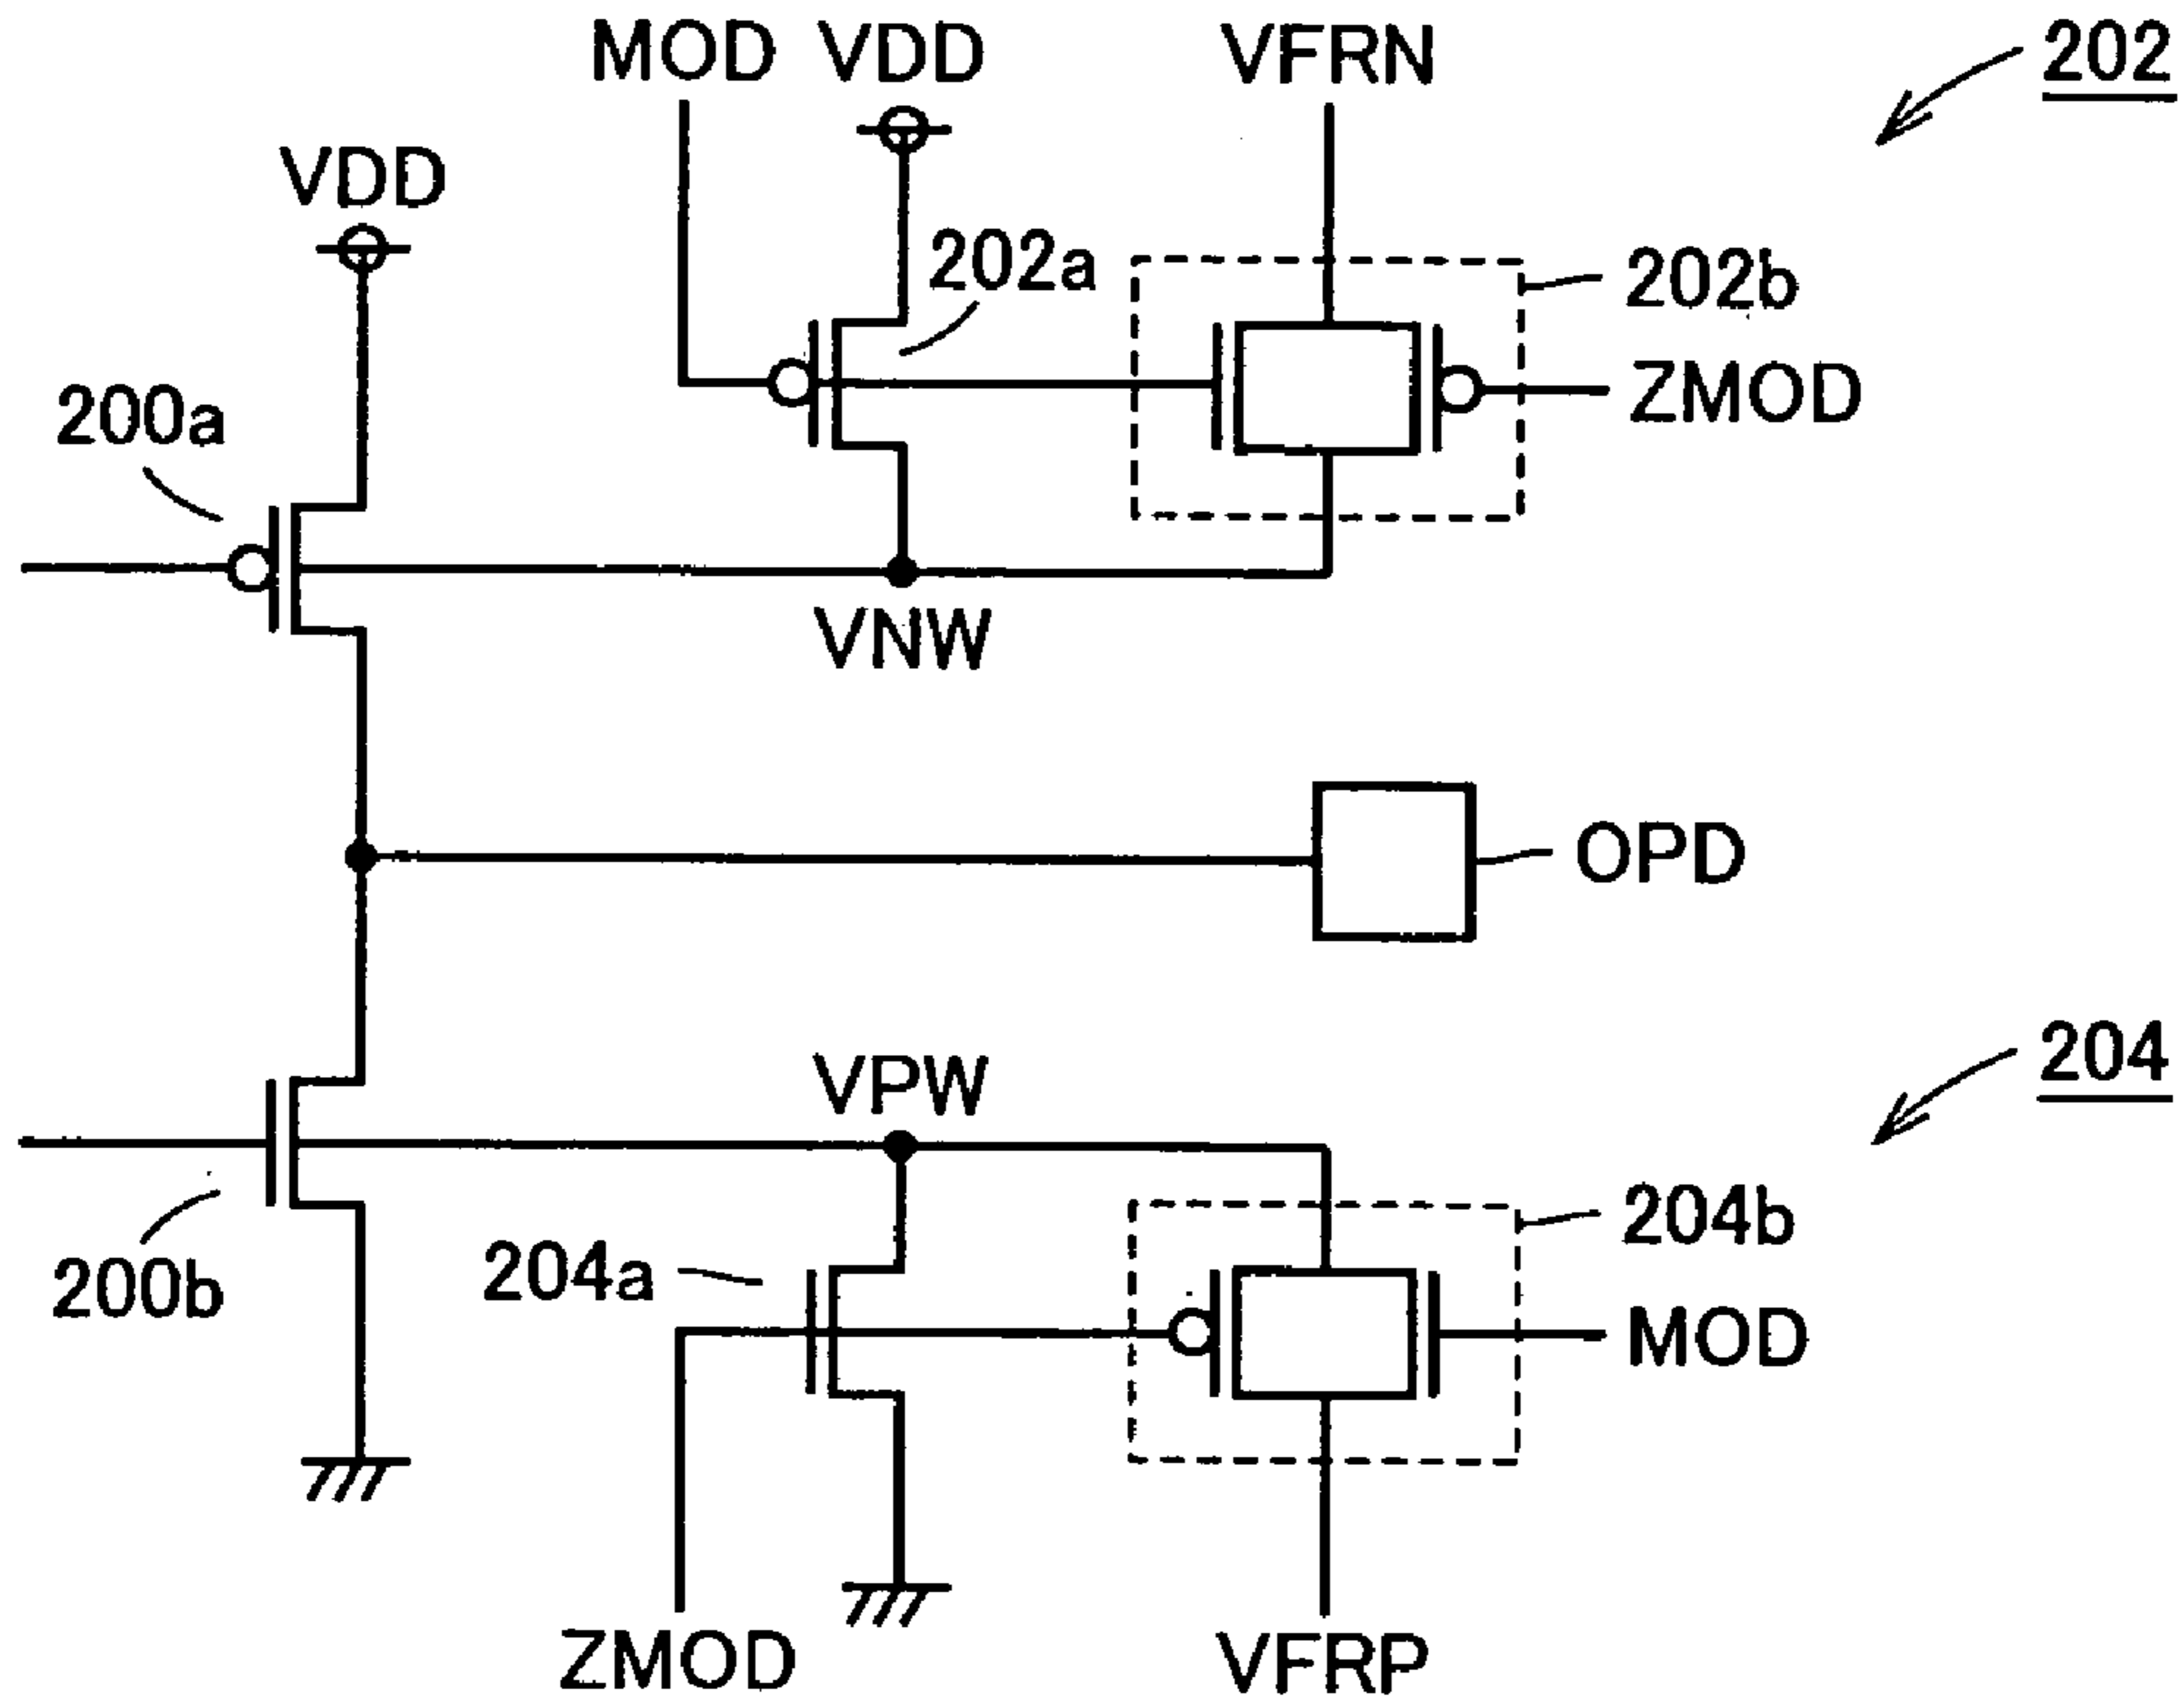 MOD VDD VFRN 202
VDD
202a 202b
ZMOD
200a
VNW
OPD
204
VPW
204b
204a
200b
MOD
ZMOD VFRP